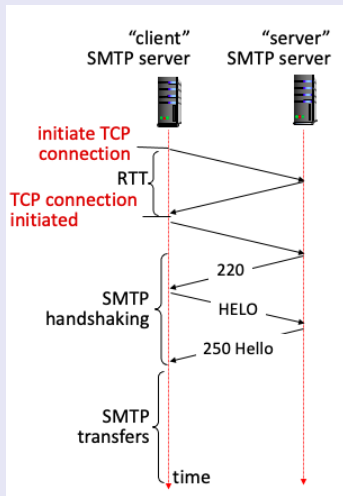 “client”
SMTP server
“server”
SMTP server
initiate TCP
connection
RTT
TCP connection
initiated
220
SMTP
handshaking
HELO
250 Hello
SMTP
transfers
time